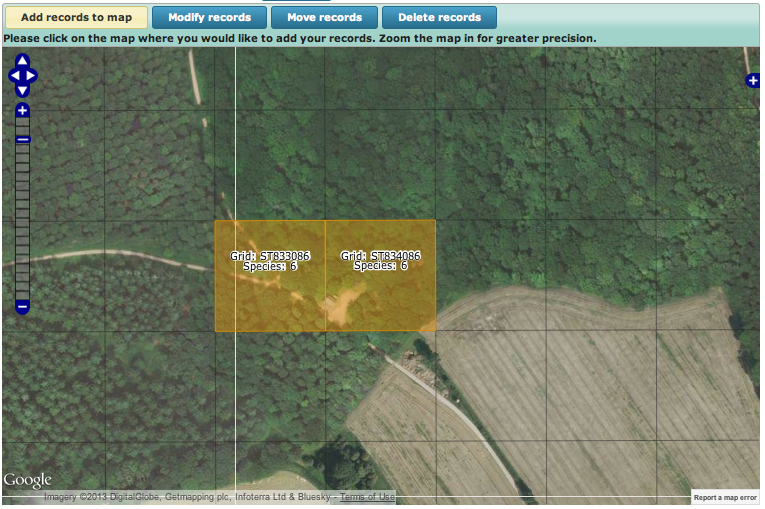 Add records to map
Modify records
Move records
Delete records
Please click on the map where you would like to add your records. Zoom the map in for greater precision.
Grid: ST833086
Species: 6
Grid: ST834086
Species: 6
Google
Imagery ©2013 DigitalGlobe, Getmapping plc, Infoterra Ltd & Bluesky - Terms of Use
Report a map error